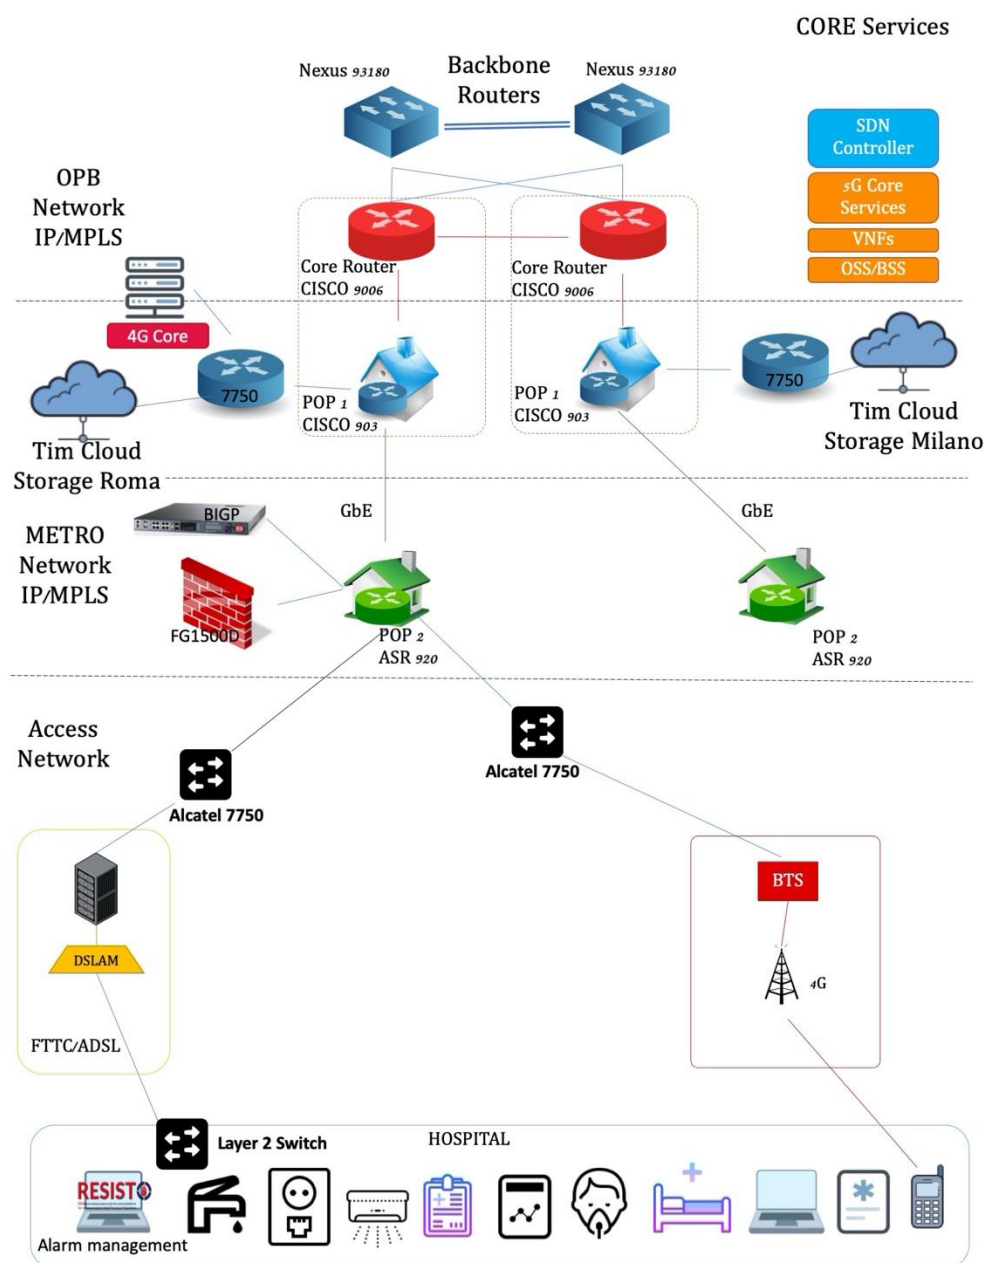 CORE Services
Nexus 93180
Backbone
Routers
Nexus 93180
SDN
Controller
5G Core
Services
VNFs
OSS/BSS
OPB
Network
IP/MPLS
Core Router
CISCO 9006
Core Router
CISCO 9006
4G Core
7750
7750
POP 1
CISCO 903
POP 1
CISCO 903
Tim Cloud
Storage Roma
Tim Cloud
Storage Milano
METRO
Network
IP/MPLS
BIGP
GbE
GbE
FG1500D
POP 2
ASR 920
POP 2
ASR 920
Access
Network
Alcatel 7750
Alcatel 7750
DSLAM
FTTC/ADSL
BTS
4G
Layer 2 Switch
HOSPITAL
RESISTO
Alarm management